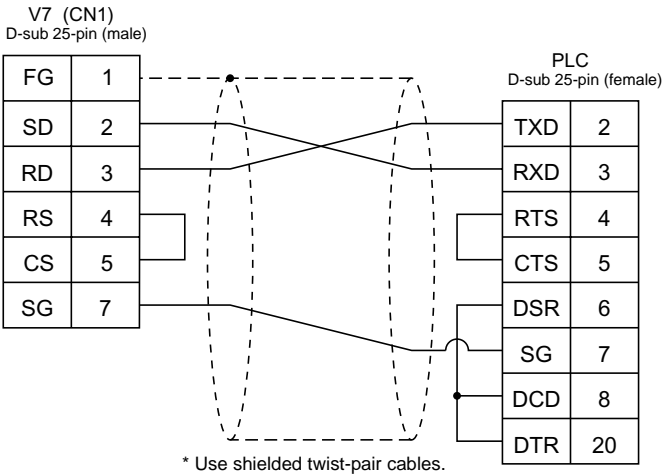 V7 (CN1)
D-sub 25-pin (male)
FG 1
SD 2
RD 3
RS 4
CS 5
SG 7
PLC
D-sub 25-pin (female)
TXD 2
RXD 3
RTS 4
CTS 5
DSR 6
SG 7
DCD 8
DTR 20
* Use shielded twist-pair cables.